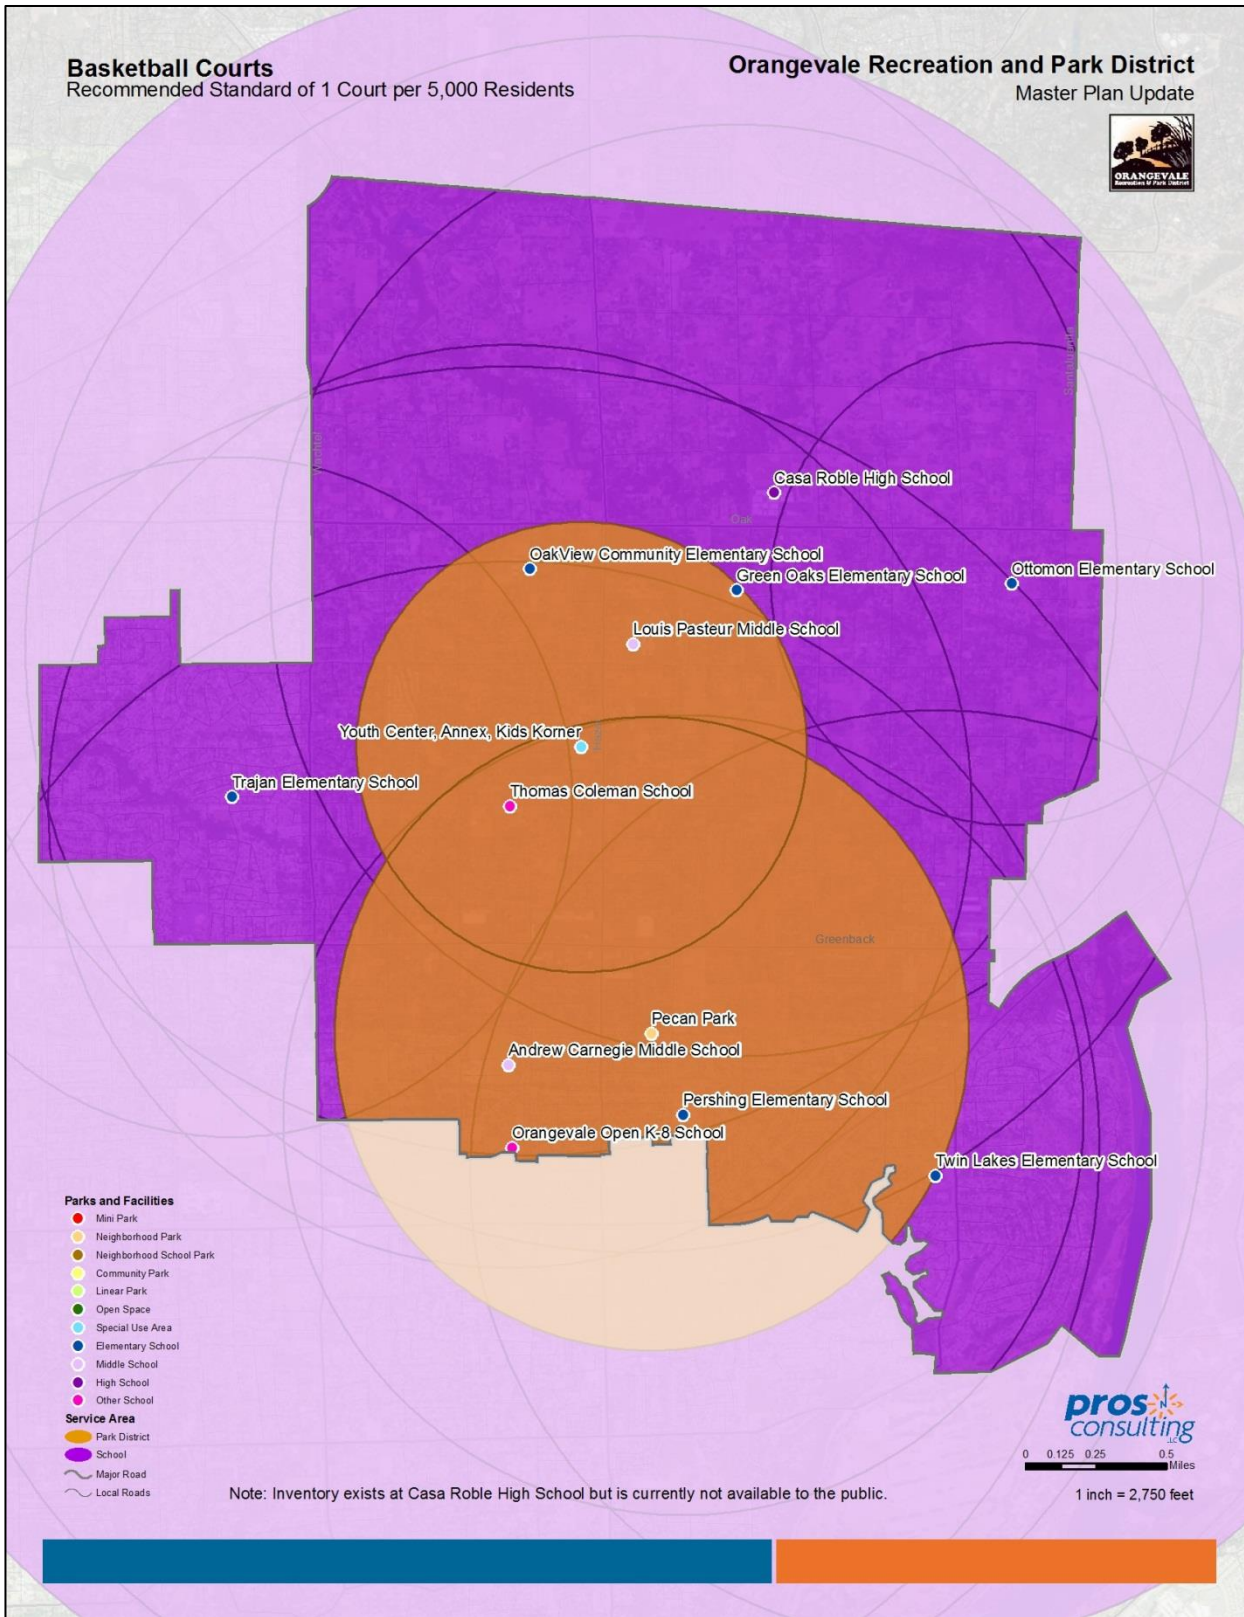 Basketball Courts
Recommended Standard of 1 Court per 5,000 Residents
Orangevale Recreation and Park District
Master Plan Update
ORANGEVALE
Recreation & Park District
Wachtel
Casa Roble High School
Oak
OakView Community Elementary School
Green Oaks Elementary School
Ottomon Elementary School
Louis Pasteur Middle School
Youth Center, Annex, Kids Korner
Trajan Elementary School
Thomas Coleman School
Greenback
Pecan Park
Andrew Carnegie Middle School
Pershing Elementary School
Orangevale Open K-8 School
Twin Lakes Elementary School
Parks and Facilities
Mini Park
Neighborhood Park
Neighborhood School Park
Community Park
Linear Park
Open Space
Special Use Area
Elementary School
Middle School
High School
Other School
Service Area
Park District
School
Major Road
Local Roads
Note: Inventory exists at Casa Roble High School but is currently not available to the public.
pros
N
consulting
LLC
0 0.125 0.25 0.5
Miles
1 inch = 2,750 feet